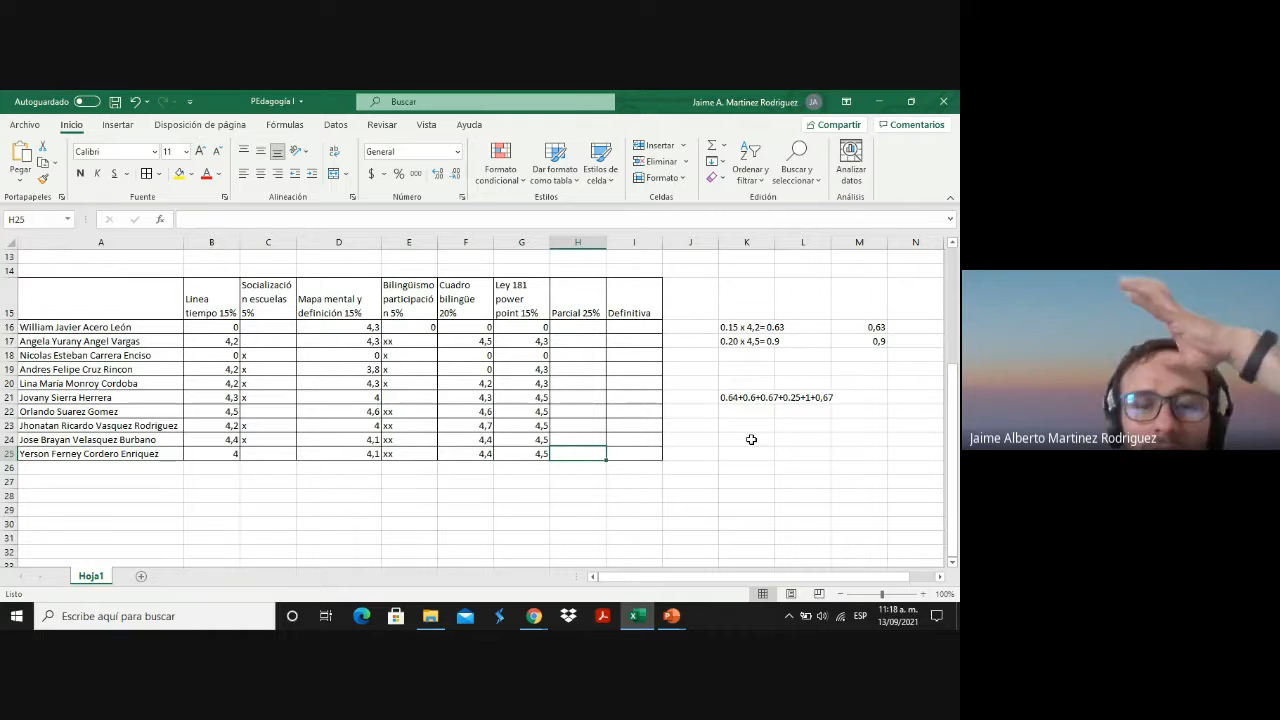 Autoguardado
PEdagogía I
Buscar
Jaime A. Martinez Rodriguez
JA
Archivo Inicio Insertar Disposición de página Fórmulas Datos Revisar Vista Ayuda
Compartir Comentarios
Pegar
Calibri 11
N K S
General
$ % 000
Formato condicional
Dar formato como tabla
Estilos de celda
Insertar
Eliminar
Formato
Ordenar y filtrar
Buscar y seleccionar
Analizar datos
Portapapeles Fuente Alineación Número Estilos Celdas Edición Análisis
H25 fx
A B C D E F G H I J K L M N
13
14
15 Linea tiempo 15% Socialización escuelas 5% Mapa mental y definición 15% Bilingüismo participación 5% Cuadro bilingüe 20% Ley 181 power point 15% Parcial 25% Definitiva
16 William Javier Acero León 0 4,3 0 0 0 0.15 x 4,2= 0.63 0,63
17 Angela Yurany Angel Vargas 4,2 4,3 xx 4,5 4,3 0.20 x 4,5= 0.9 0,9
18 Nicolas Esteban Carrera Enciso 0 x 0 x 0 0
19 Andres Felipe Cruz Rincon 4,2 x 3,8 x 0 4,3
20 Lina María Monroy Cordoba 4,2 x 4,3 x 4,2 4,3
21 Jovany Sierra Herrera 4,3 x 4 4,3 4,5 0.64+0.6+0.67+0.25+1+0,67
22 Orlando Suarez Gomez 4,5 4,6 xx 4,6 4,5
23 Jhonatan Ricardo Vasquez Rodriguez 4,2 x 4 xx 4,7 4,5
24 Jose Brayan Velasquez Burbano 4,4 x 4,1 xx 4,4 4,5
25 Yerson Ferney Cordero Enriquez 4 4,1 xx 4,4 4,5
26
27
28
29
30
31
32
Hoja1
Listo
100%
Escribe aquí para buscar
ESP
11:18 a. m.
13/09/2021
Jaime Alberto Martinez Rodriguez